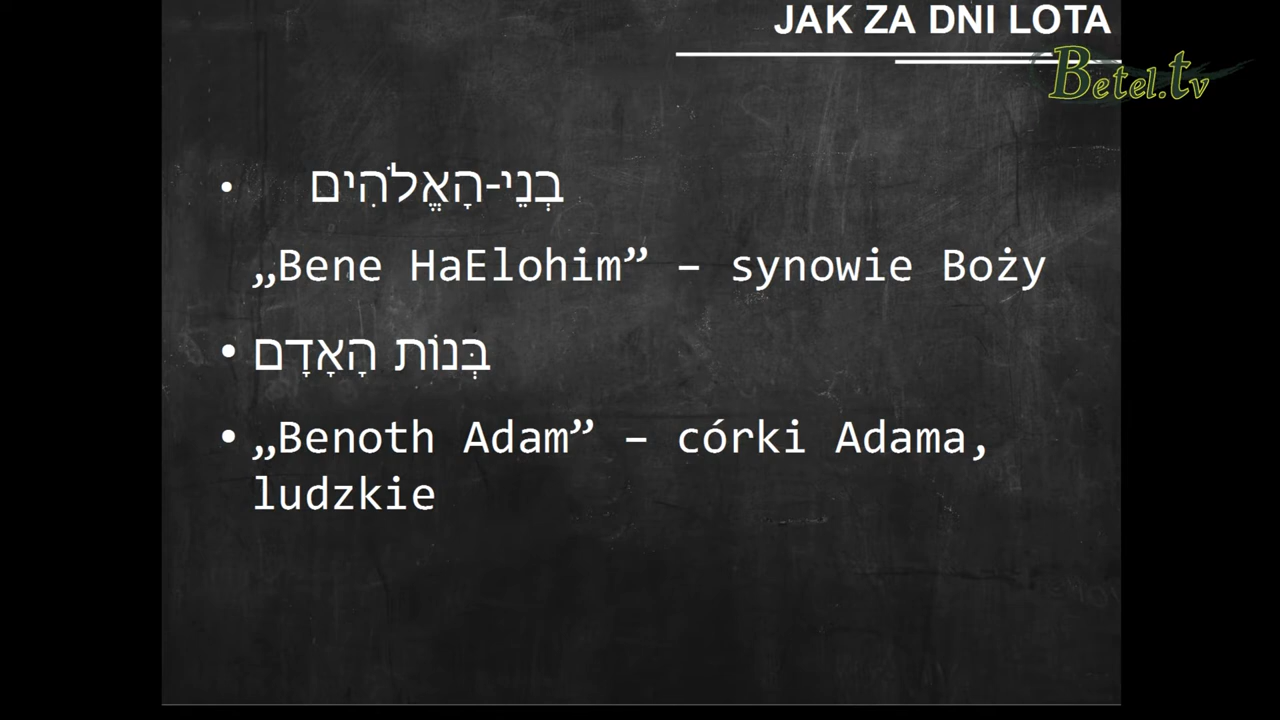 JAK ZA DNI LOTA
Betel.tv
• בְנֵי-הָאֱלֹהִים
„Bene HaElohim” – synowie Boży
• בְּנוֹת הָאָדָם
• „Benoth Adam” – córki Adama,
ludzkie